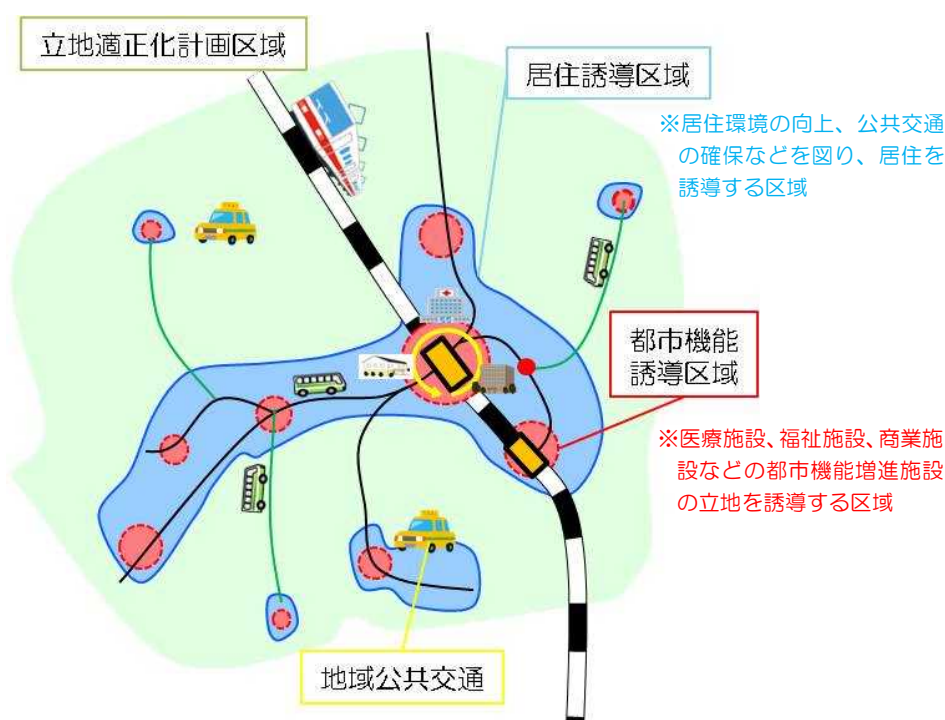 立地適正化計画区域
居住誘導区域
※居住環境の向上、公共交通
の確保などを図り、居住を
誘導する区域
都市機能
誘導区域
※医療施設、福祉施設、商業施
設などの都市機能増進施設
の立地を誘導する区域
地域公共交通